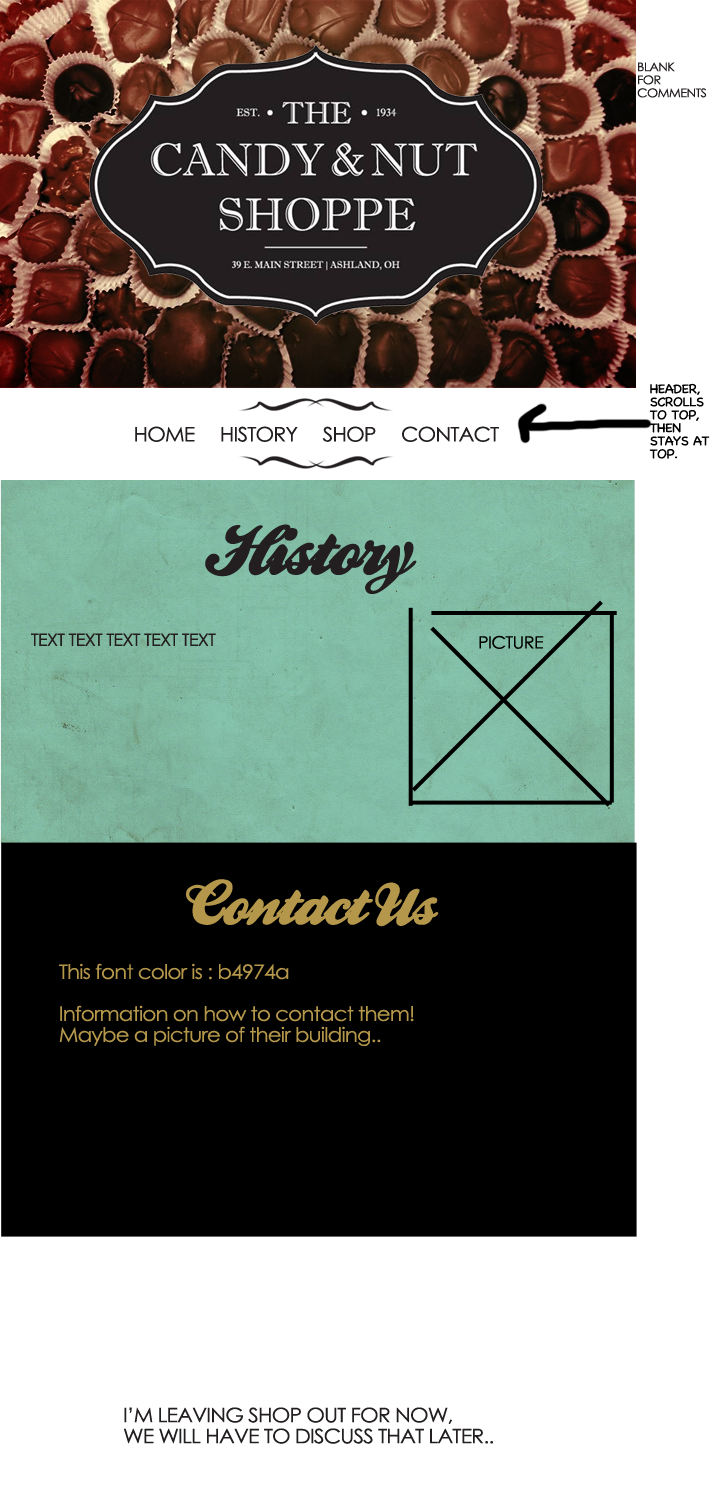 BLANK
FOR
COMMENTS
EST. • THE • 1934
CANDY & NUT
SHOPPE
39 E. MAIN STREET | ASHLAND, OH
HEADER,
SCROLLS
TO TOP,
THEN
STAYS AT
TOP.
HOME HISTORY SHOP CONTACT
History
TEXT TEXT TEXT TEXT TEXT
PICTURE
Contact Us
This font color is : b4974a
Information on how to contact them!
Maybe a picture of their building..
I'M LEAVING SHOP OUT FOR NOW,
WE WILL HAVE TO DISCUSS THAT LATER..